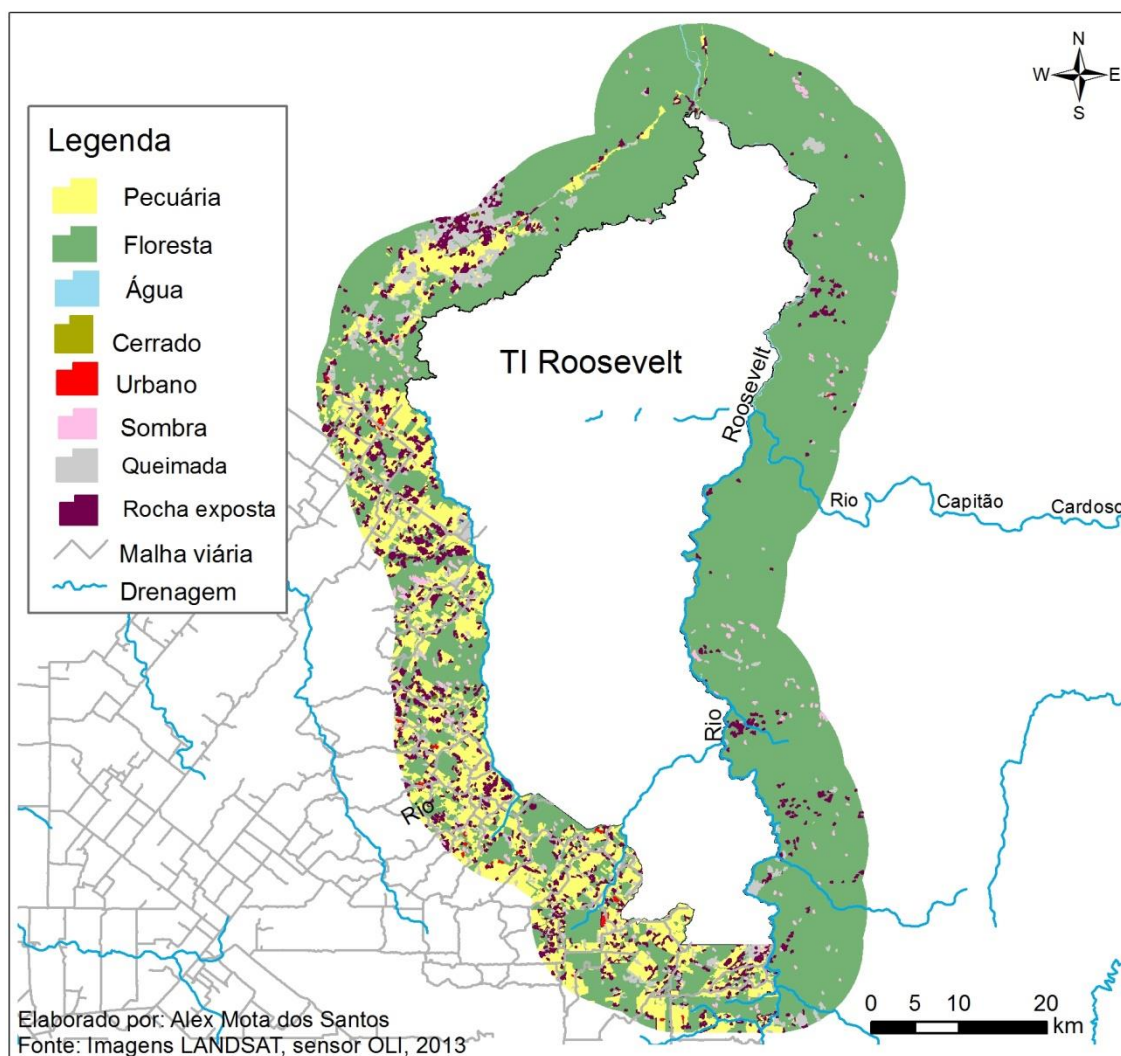 N
W E
S
Legenda
Pecuária
Floresta
Água
Cerrado
Urbano
Sombra
Queimada
Rocha exposta
Malha viária
Drenagem
TI Roosevelt
Roosevelt
Rio Capitão Cardoso
Rio
Rio
Elaborado por: Alex Mota dos Santos
Fonte: Imagens LANDSAT, sensor OLI, 2013
0 5 10 20
km